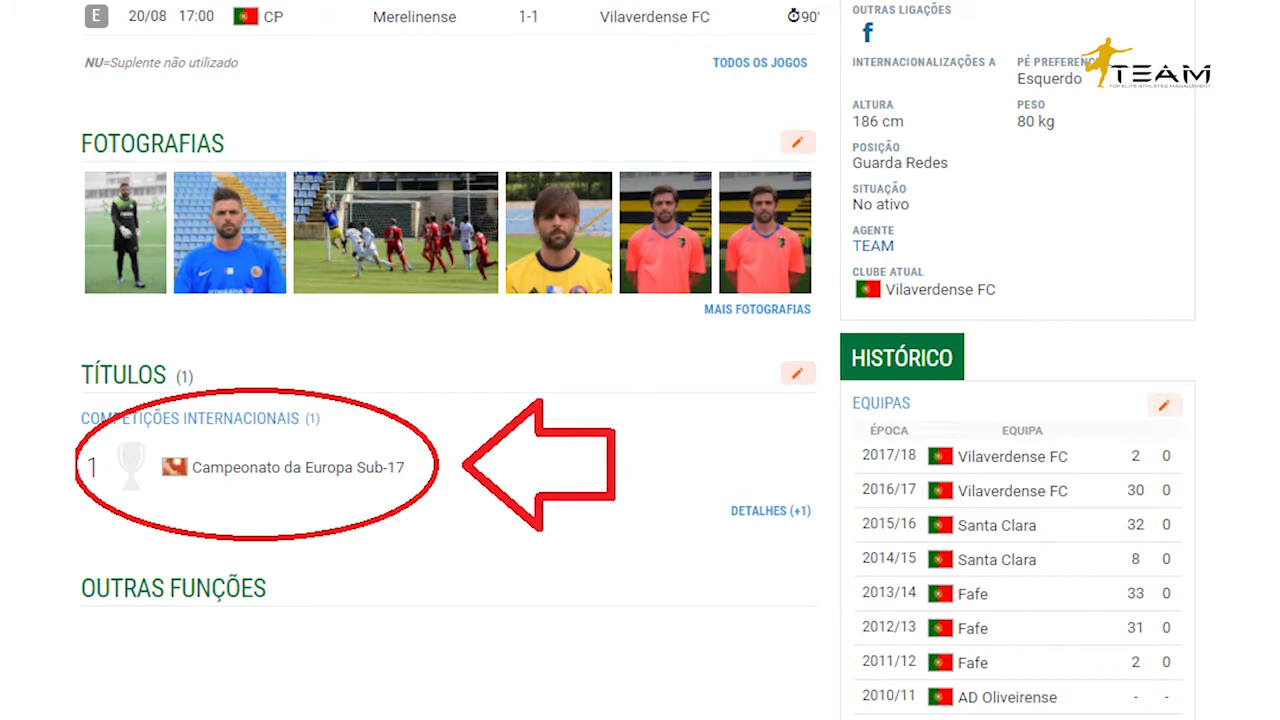 E 20/08 17:00 CP Merelinense 1-1 Vilaverdense FC 90'
NU=Suplente não utilizado
TODOS OS JOGOS
FOTOGRAFIAS
MAIS FOTOGRAFIAS
TÍTULOS (1)
COMPETIÇÕES INTERNACIONAIS (1)
1 Campeonato da Europa Sub-17
DETALHES (+1)
OUTRAS FUNÇÕES
OUTRAS LIGAÇÕES
f
INTERNACIONALIZAÇÕES A
PÉ PREFERENC
Esquerdo
TEAM
TOP ELITE ATHLETES MANAGEMENT
ALTURA PESO
186 cm 80 kg
POSIÇÃO
Guarda Redes
SITUAÇÃO
No ativo
AGENTE
TEAM
CLUBE ATUAL
Vilaverdense FC
HISTÓRICO
EQUIPAS
ÉPOCA EQUIPA
2017/18 Vilaverdense FC 2 0
2016/17 Vilaverdense FC 30 0
2015/16 Santa Clara 32 0
2014/15 Santa Clara 8 0
2013/14 Fafe 33 0
2012/13 Fafe 31 0
2011/12 Fafe 2 0
2010/11 AD Oliveirense - -